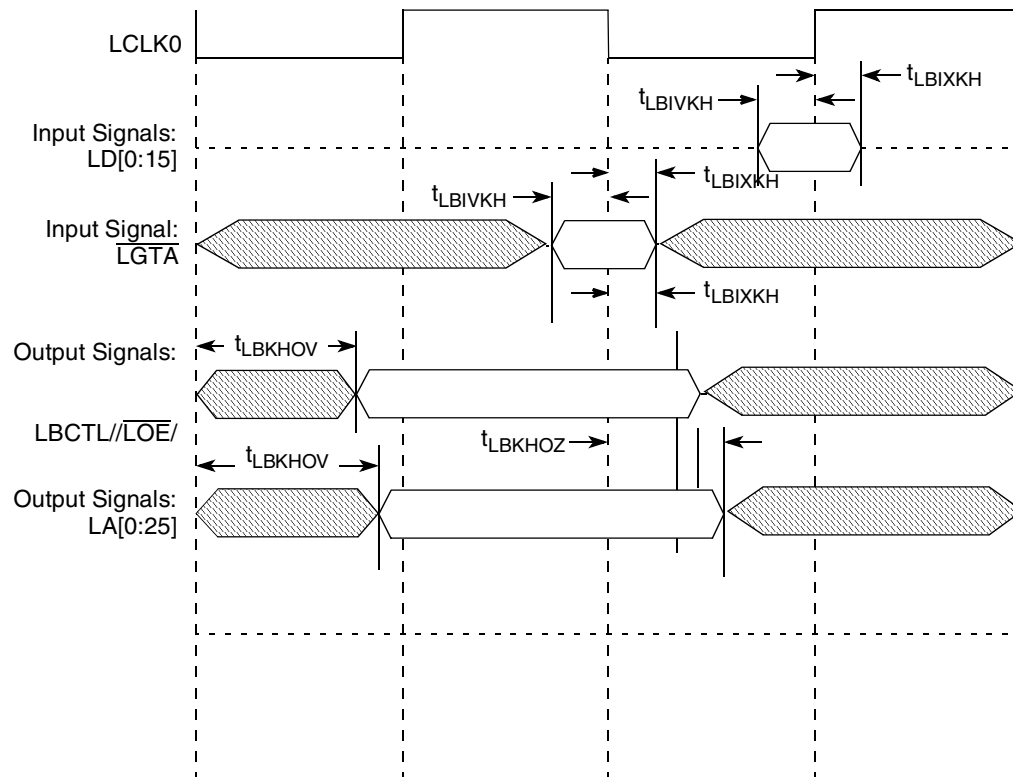 LCLK0
tLBIXKH
tLBIVKH
Input Signals:
LD[0:15]
tLBIXKH
tLBIVKH
Input Signal:
LGTA
tLBIXKH
Output Signals:
tLBKHOV
LBCTL//LOE/
tLBKHOZ
tLBKHOV
Output Signals:
LA[0:25]